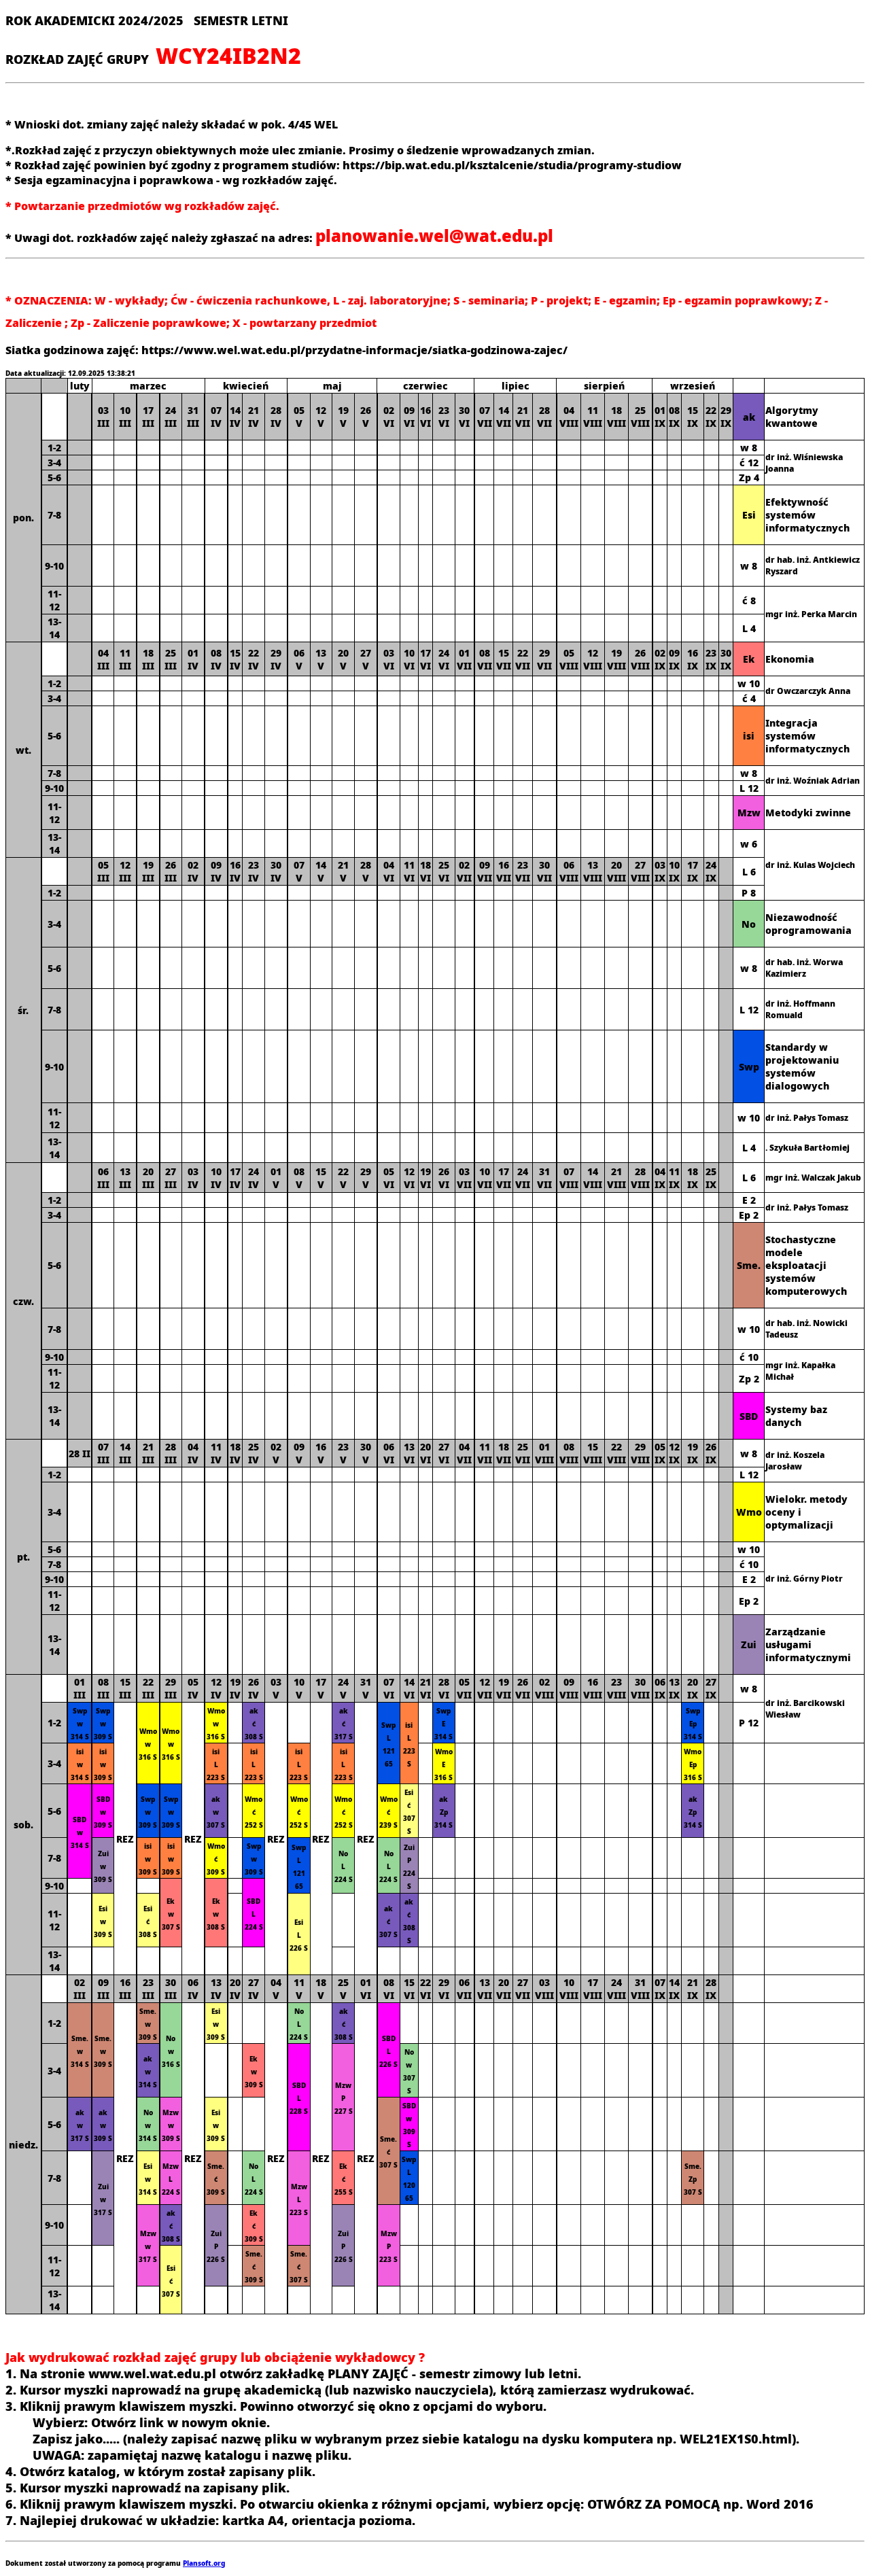 ROK AKADEMICKI 2024/2025 SEMESTR LETNI
ROZKŁAD ZAJĘĆ GRUPY WCY24IB2N2
* Wnioski dot. zmiany zajęć należy składać w pok. 4/45 WEL
*.Rozkład zajęć z przyczyn obiektywnych może ulec zmianie. Prosimy o śledzenie wprowadzanych zmian.
* Rozkład zajęć powinien być zgodny z programem studiów: https://bip.wat.edu.pl/ksztalcenie/studia/programy-studiow
* Sesja egzaminacyjna i poprawkowa - wg rozkładów zajęć.
* Powtarzanie przedmiotów wg rozkładów zajęć.
* Uwagi dot. rozkładów zajęć należy zgłaszać na adres: planowanie.wel@wat.edu.pl
* OZNACZENIA: W - wykłady; Ćw - ćwiczenia rachunkowe, L - zaj. laboratoryjne; S - seminaria; P - projekt; E - egzamin; Ep - egzamin poprawkowy; Z -
Zaliczenie ; Zp - Zaliczenie poprawkowe; X - powtarzany przedmiot
Siatka godzinowa zajęć: https://www.wel.wat.edu.pl/przydatne-informacje/siatka-godzinowa-zajec/
Data aktualizacji: 12.09.2025 13:38:21
luty marzec kwiecień maj czerwiec lipiec sierpień wrzesień
03 10 17 24 31 07 14 21 28 05 12 19 26 02 09 16 23 30 07 14 21 28 04 11 18 25 01 08 15 22 29 ak Algorytmy
III III III III III IV IV IV IV V V V V VI VI VI VI VI VII VII VII VII VIII VIII VIII VIII IX IX IX IX IX kwantowe
pon.
1-2 w 8 dr inż. Wiśniewska
3-4 ć 12 Joanna
5-6 Zp 4
7-8 Esi Efektywność
systemów
informatycznych
9-10 w 8 dr hab. inż. Antkiewicz
Ryszard
11-
12 ć 8 mgr inż. Perka Marcin
13-
14 L 4
04 11 18 25 01 08 15 22 29 06 13 20 27 03 10 17 24 01 08 15 22 29 05 12 19 26 02 09 16 23 30 Ek Ekonomia
III III III III IV IV IV IV IV V V V V VI VI VI VI VII VII VII VII VII VIII VIII VIII VIII IX IX IX IX IX
wt.
1-2 w 10 dr Owczarczyk Anna
3-4 ć 4
5-6 isi Integracja
systemów
informatycznych
7-8 w 8 dr inż. Woźniak Adrian
9-10 L 12
11-
12 Mzw Metodyki zwinne
13-
14 w 6
05 12 19 26 02 09 16 23 30 07 14 21 28 04 11 18 25 02 09 16 23 30 06 13 20 27 03 10 17 24 L 6 dr inż. Kulas Wojciech
III III III III IV IV IV IV IV V V V V VI VI VI VI VII VII VII VII VII VIII VIII VIII VIII IX IX IX IX
śr.
1-2 P 8
3-4 No Niezawodność
oprogramowania
5-6 w 8 dr hab. inż. Worwa
Kazimierz
7-8 L 12 dr inż. Hoffmann
Romuald
9-10 Swp Standardy w
projektowaniu
systemów
dialogowych
11-
12 w 10 dr inż. Pałys Tomasz
13-
14 L 4 . Szykuła Bartłomiej
06 13 20 27 03 10 17 24 01 08 15 22 29 05 12 19 26 03 10 17 24 31 07 14 21 28 04 11 18 25 L 6 mgr inż. Walczak Jakub
III III III III IV IV IV IV V V V V V VI VI VI VI VII VII VII VII VII VIII VIII VIII VIII IX IX IX IX
czw.
1-2 E 2 dr inż. Pałys Tomasz
3-4 Ep 2
5-6 Sme. Stochastyczne
modele
eksploatacji
systemów
komputerowych
7-8 w 10 dr hab. inż. Nowicki
Tadeusz
9-10 ć 10 mgr inż. Kapałka
Michał
11-
12 Zp 2
13-
14 SBD Systemy baz
danych
28 II 07 14 21 28 04 11 18 25 02 09 16 23 30 06 13 20 27 04 11 18 25 01 08 15 22 29 05 12 19 26 w 8 dr inż. Koszela
III III III III IV IV IV IV V V V V V VI VI VI VI VII VII VII VII VIII VIII VIII VIII VIII IX IX IX IX Jarosław
pt.
1-2 L 12
3-4 Wmo Wielokr. metody
oceny i
optymalizacji
5-6 w 10
7-8 ć 10
9-10 E 2 dr inż. Górny Piotr
11-
12 Ep 2
13-
14 Zui Zarządzanie
usługami
informatycznymi
01 08 15 22 29 05 12 19 26 03 10 17 24 31 07 14 21 28 05 12 19 26 02 09 16 23 30 06 13 20 27 w 8 dr inż. Barcikowski
III III III III III IV IV IV IV V V V V V VI VI VI VI VII VII VII VII VIII VIII VIII VIII VIII IX IX IX IX Wiesław
sob.
1-2 Swp w 314 S Swp w 309 S Wmo w 316 S Wmo w 316 S Wmo w 316 S ak ć 308 S ak ć 317 S Swp L 121 65 isi L 223 S Swp E 314 S Swp Ep 314 S P 12
3-4 isi w 314 S isi w 309 S isi L 223 S isi L 223 S isi L 223 S isi L 223 S Wmo E 316 S Wmo Ep 316 S
5-6 SBD w 314 S SBD w 309 S Swp w 309 S Swp w 309 S ak w 307 S Wmo ć 252 S Wmo ć 252 S Wmo ć 252 S Wmo ć 239 S Esi ć 307 S ak Zp 314 S ak Zp 314 S
REZ REZ REZ REZ REZ
7-8 Zui w 309 S isi w 309 S isi w 309 S Wmo ć 309 S Swp w 309 S Swp L 121 65 No L 224 S No L 224 S Zui P 224 S
9-10 Ek w 307 S Ek w 308 S SBD L 224 S
11-
12 Esi w 309 S Esi ć 308 S Esi L 226 S ak ć 307 S ak ć 308 S
13-
14
02 09 16 23 30 06 13 20 27 04 11 18 25 01 08 15 22 29 06 13 20 27 03 10 17 24 31 07 14 21 28
III III III III III IV IV IV IV V V V V VI VI VI VI VI VII VII VII VII VIII VIII VIII VIII VIII IX IX IX IX
niedz.
1-2 Sme. w 314 S Sme. w 309 S Sme. w 309 S No w 316 S Esi w 309 S No L 224 S ak ć 308 S SBD L 226 S
3-4 ak w 314 S Ek w 309 S SBD L 228 S Mzw P 227 S No w 307 S
5-6 ak w 317 S ak w 309 S No w 314 S Mzw w 309 S Esi w 309 S Sme. ć 307 S SBD w 309 S
REZ REZ REZ REZ REZ
7-8 Zui w 317 S Esi w 314 S Mzw L 224 S Sme. ć 309 S No L 224 S Mzw L 223 S Ek ć 255 S Swp L 120 65 Sme. Zp 307 S
9-10 Mzw w 317 S ak ć 308 S Zui P 226 S Ek ć 309 S Zui P 226 S Mzw P 223 S
11-
12 Esi ć 307 S Sme. ć 309 S Sme. ć 307 S
13-
14
Jak wydrukować rozkład zajęć grupy lub obciążenie wykładowcy ?
1. Na stronie www.wel.wat.edu.pl otwórz zakładkę PLANY ZAJĘĆ - semestr zimowy lub letni.
2. Kursor myszki naprowadź na grupę akademicką (lub nazwisko nauczyciela), którą zamierzasz wydrukować.
3. Kliknij prawym klawiszem myszki. Powinno otworzyć się okno z opcjami do wyboru.
Wybierz: Otwórz link w nowym oknie.
Zapisz jako..... (należy zapisać nazwę pliku w wybranym przez siebie katalogu na dysku komputera np. WEL21EX1S0.html).
UWAGA: zapamiętaj nazwę katalogu i nazwę pliku.
4. Otwórz katalog, w którym został zapisany plik.
5. Kursor myszki naprowadź na zapisany plik.
6. Kliknij prawym klawiszem myszki. Po otwarciu okienka z różnymi opcjami, wybierz opcję: OTWÓRZ ZA POMOCĄ np. Word 2016
7. Najlepiej drukować w układzie: kartka A4, orientacja pozioma.
Dokument został utworzony za pomocą programu Plansoft.org